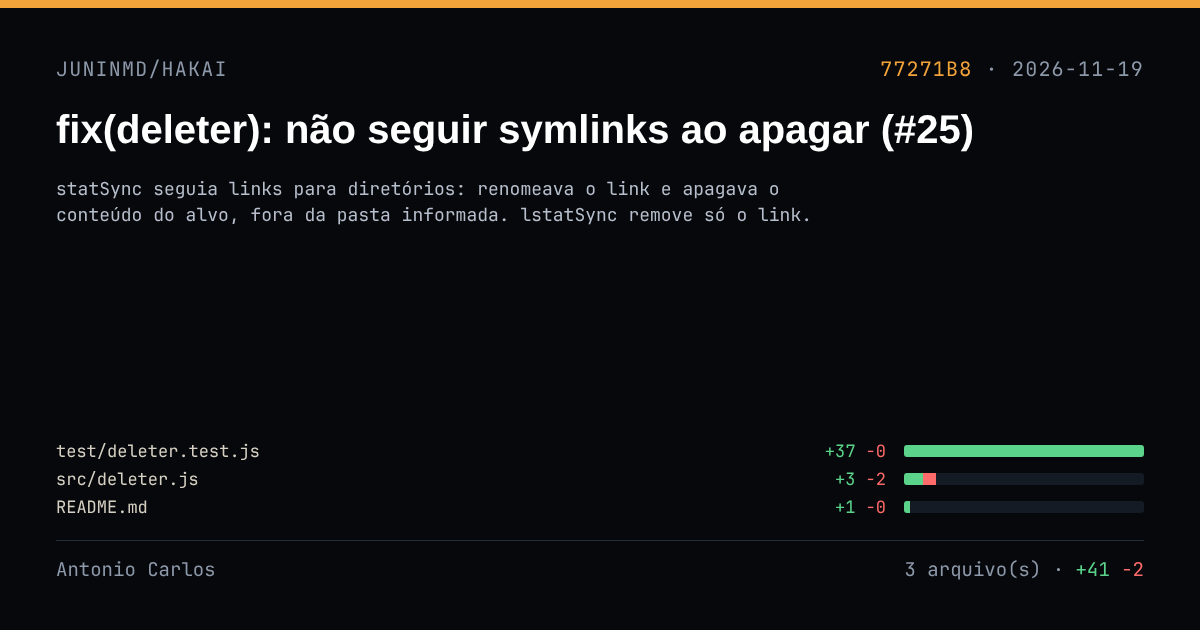 JUNINMD/HAKAI
77271B8 · 2026-11-19
fix(deleter): não seguir symlinks ao apagar (#25)
statSync seguia links para diretórios: renomeava o link e apagava o
conteúdo do alvo, fora da pasta informada. lstatSync remove só o link.
test/deleter.test.js +37 -0
src/deleter.js +3 -2
README.md +1 -0
Antonio Carlos
3 arquivo(s) · +41 -2